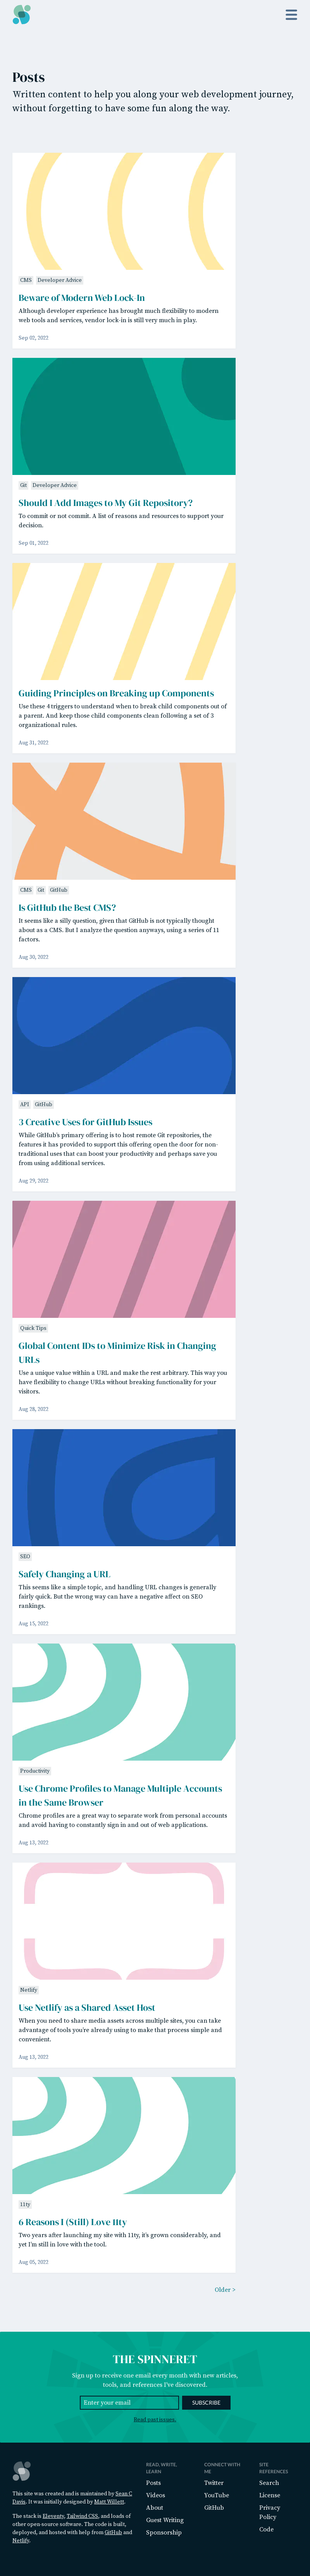 Posts
Written content to help you along your web development journey,
without forgetting to have some fun along the way.
CMS Developer Advice
Beware of Modern Web Lock-In
Although developer experience has brought much flexibility to modern
web tools and services, vendor lock-in is still very much in play.
Sep 02, 2022
Git Developer Advice
Should I Add Images to My Git Repository?
To commit or not commit. A list of reasons and resources to support your
decision.
Sep 01, 2022
Guiding Principles on Breaking up Components
Use these 4 triggers to understand when to break child components out of
a parent. And keep those child components clean following a set of 3
organizational rules.
Aug 31, 2022
CMS Git GitHub
Is GitHub the Best CMS?
It seems like a silly question, given that GitHub is not typically thought
about as a CMS. But I analyze the question anyways, using a series of 11
factors.
Aug 30, 2022
API GitHub
3 Creative Uses for GitHub Issues
While GitHub's primary offering is to host remote Git repositories, the
features it has provided to support this offering open the door for non-
traditional uses that can boost your productivity and perhaps save you
from using additional services.
Aug 29, 2022
Quick Tips
Global Content IDs to Minimize Risk in Changing
URLs
Use a unique value within a URL and make the rest arbitrary. This way you
have flexibility to change URLs without breaking functionality for your
visitors.
Aug 28, 2022
SEO
Safely Changing a URL
This seems like a simple topic, and handling URL changes is generally
fairly quick. But the wrong way can have a negative affect on SEO
rankings.
Aug 15, 2022
Productivity
Use Chrome Profiles to Manage Multiple Accounts
in the Same Browser
Chrome profiles are a great way to separate work from personal accounts
and avoid having to constantly sign in and out of web applications.
Aug 13, 2022
Netlify
Use Netlify as a Shared Asset Host
When you need to share media assets across multiple sites, you can take
advantage of tools you're already using to make that process simple and
convenient.
Aug 13, 2022
11ty
6 Reasons I (Still) Love 11ty
Two years after launching my site with 11ty, it's grown considerably, and
yet I'm still in love with the tool.
Aug 05, 2022
Older >
THE SPINNERET
Sign up to receive one email every month with new articles,
tools, and references I've discovered.
Enter your email SUBSCRIBE
Read past issues.
This site was created and is maintained by Sean C
Davis. It was initially designed by Matt Willett.
The stack is Eleventy, Tailwind CSS, and loads of
other open-source software. The code is built,
deployed, and hosted with help from GitHub and
Netlify.
READ, WRITE,
LEARN
Posts
Videos
About
Guest Writing
Sponsorship
CONNECT WITH
ME
Twitter
YouTube
GitHub
SITE
REFERENCES
Search
License
Privacy
Policy
Code